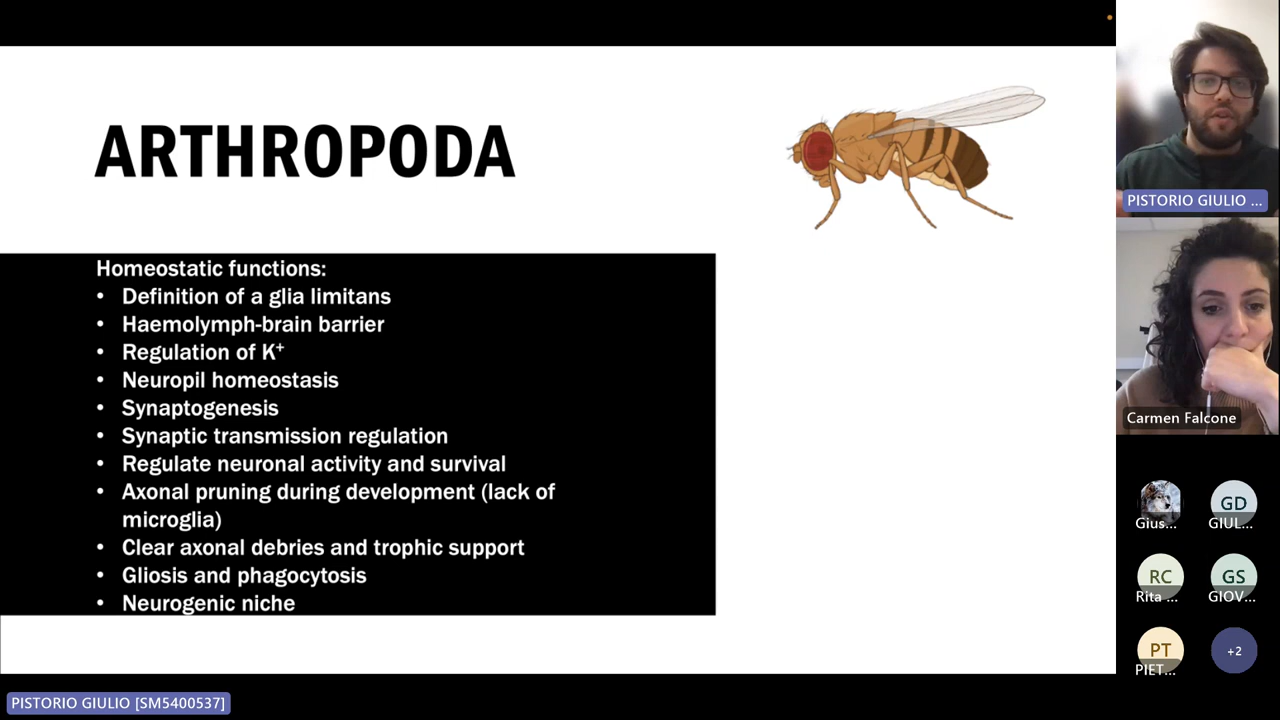 ARTHROPODA
Homeostatic functions:
• Definition of a glia limitans
• Haemolymph-brain barrier
• Regulation of K⁺
• Neuropil homeostasis
• Synaptogenesis
• Synaptic transmission regulation
• Regulate neuronal activity and survival
• Axonal pruning during development (lack of
microglia)
• Clear axonal debries and trophic support
• Gliosis and phagocytosis
• Neurogenic niche
PISTORIO GIULIO ...
Carmen Falcone
Gius...
GD
GIUL...
RC
Rita ...
GS
GIOV...
PT
PIET...
+2
PISTORIO GIULIO [SM5400537]